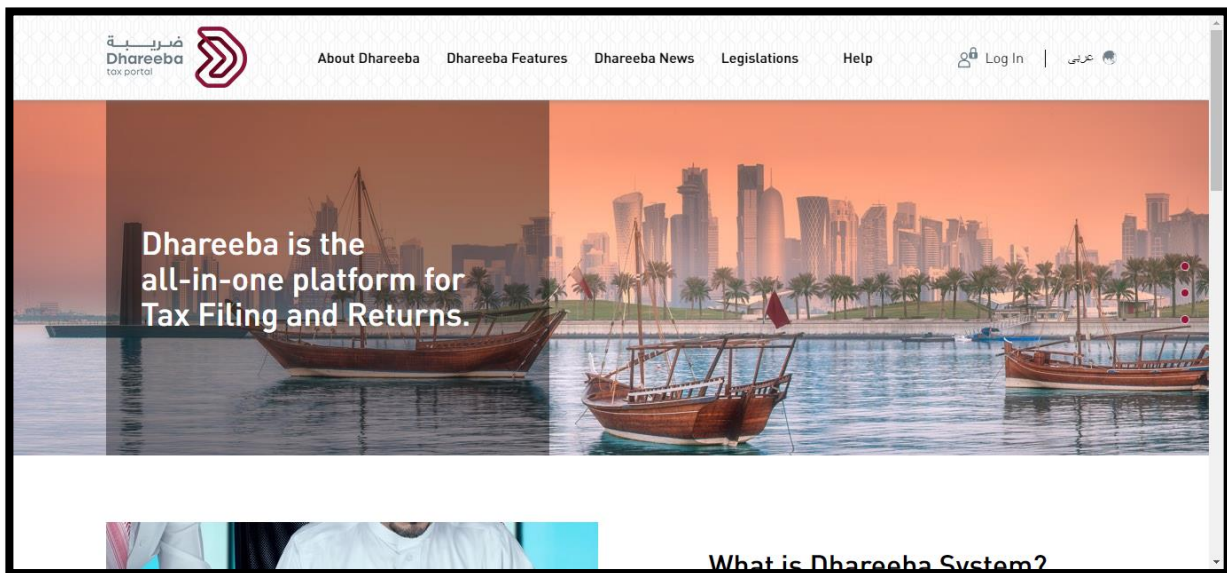 ضريبة
Dhareeba
tax portal
About Dhareeba
Dhareeba Features
Dhareeba News
Legislations
Help
Log In
عربى
Dhareeba is the
all-in-one platform for
Tax Filing and Returns.
What is Dhareeba System?